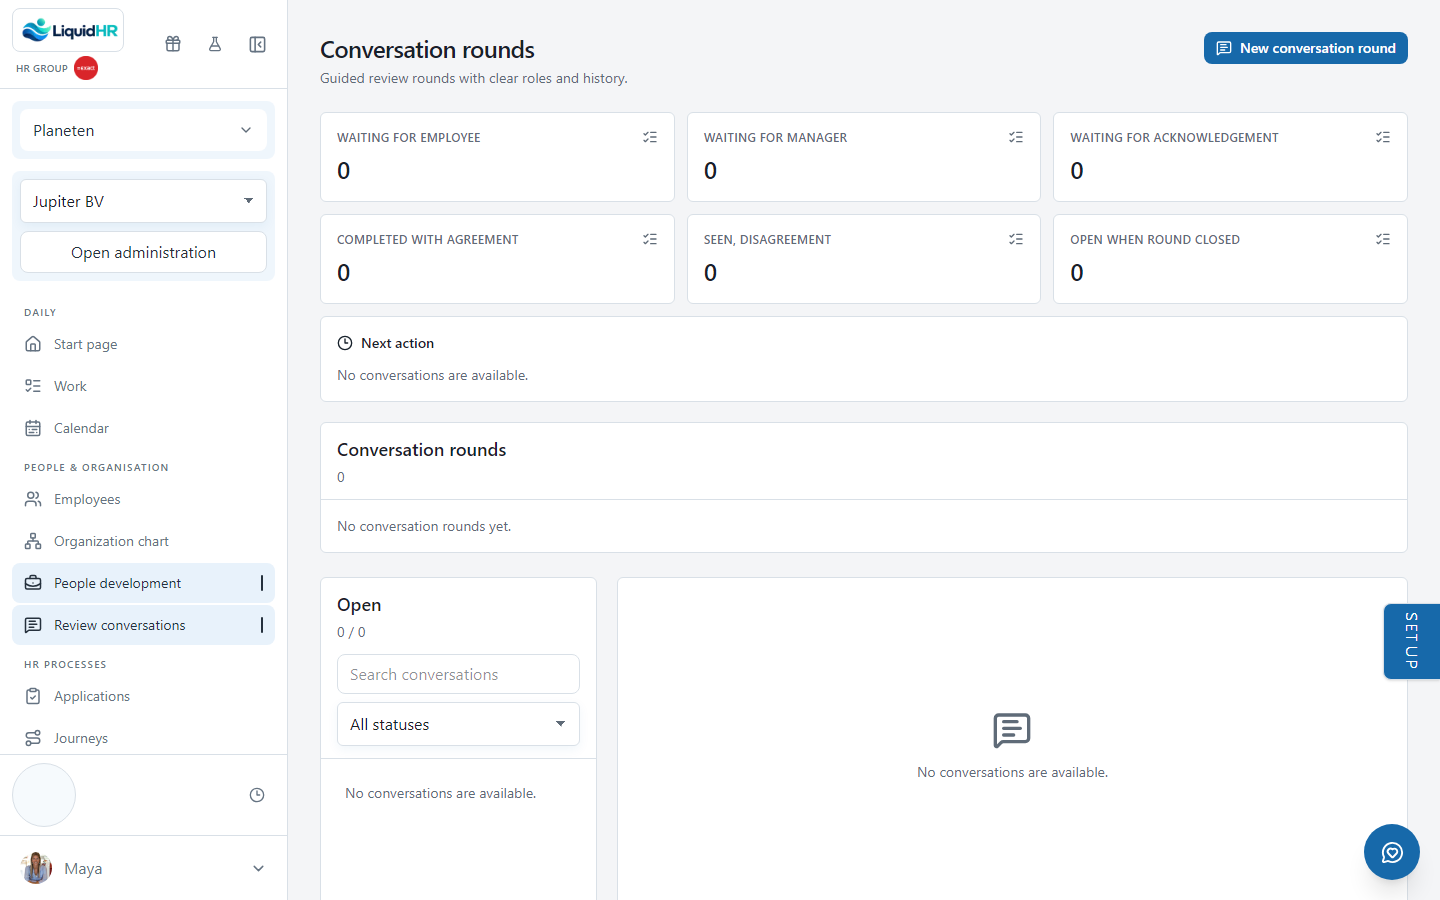 LiquidHR
HR GROUP
exact
Planeten
Jupiter BV
Open administration
DAILY
Start page
Work
Calendar
PEOPLE & ORGANISATION
Employees
Organization chart
People development
Review conversations
HR PROCESSES
Applications
Journeys
Maya
Conversation rounds
Guided review rounds with clear roles and history.
New conversation round
WAITING FOR EMPLOYEE
0
WAITING FOR MANAGER
0
WAITING FOR ACKNOWLEDGEMENT
0
COMPLETED WITH AGREEMENT
0
SEEN, DISAGREEMENT
0
OPEN WHEN ROUND CLOSED
0
Next action
No conversations are available.
Conversation rounds
0
No conversation rounds yet.
Open
0 / 0
Search conversations
All statuses
No conversations are available.
No conversations are available.
SETUP